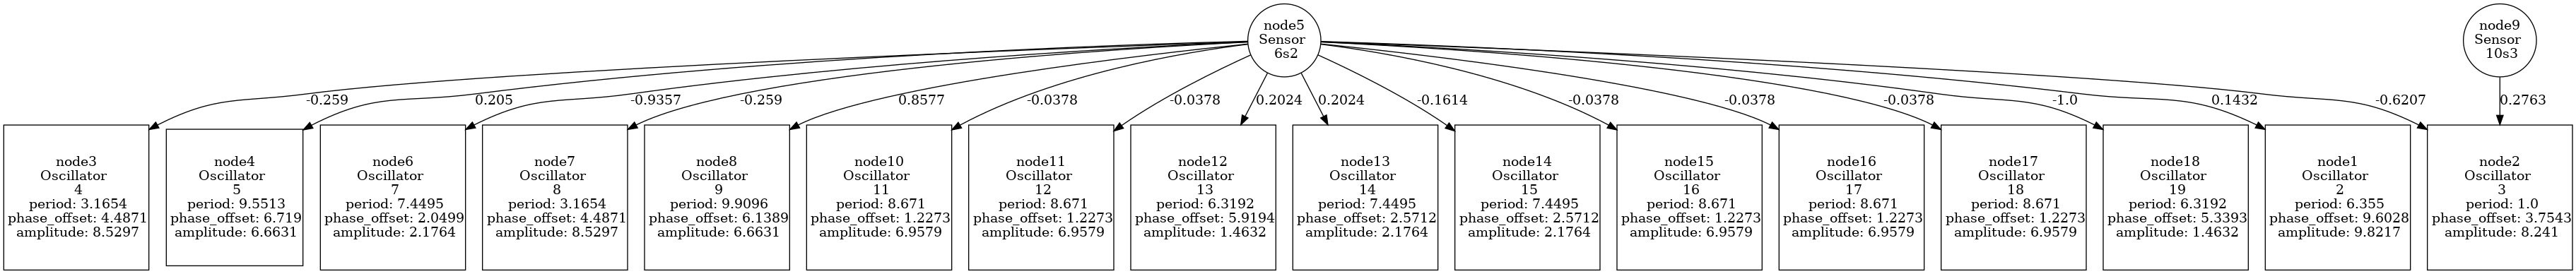 node5
Sensor
6s2
node9
Sensor
10s3
-0.259
0.205
-0.9357
-0.259
0.8577
-0.0378
-0.0378
0.2024
0.2024
-0.1614
-0.0378
-0.0378
-0.0378
-1.0
0.1432
-0.6207
0.2763
node3
Oscillator
4
period: 3.1654
phase_offset: 4.4871
amplitude: 8.5297
node4
Oscillator
5
period: 9.5513
phase_offset: 6.719
amplitude: 6.6631
node6
Oscillator
7
period: 7.4495
phase_offset: 2.0499
amplitude: 2.1764
node7
Oscillator
8
period: 3.1654
phase_offset: 4.4871
amplitude: 8.5297
node8
Oscillator
9
period: 9.9096
phase_offset: 6.1389
amplitude: 6.6631
node10
Oscillator
11
period: 8.671
phase_offset: 1.2273
amplitude: 6.9579
node11
Oscillator
12
period: 8.671
phase_offset: 1.2273
amplitude: 6.9579
node12
Oscillator
13
period: 6.3192
phase_offset: 5.9194
amplitude: 1.4632
node13
Oscillator
14
period: 7.4495
phase_offset: 2.5712
amplitude: 2.1764
node14
Oscillator
15
period: 7.4495
phase_offset: 2.5712
amplitude: 2.1764
node15
Oscillator
16
period: 8.671
phase_offset: 1.2273
amplitude: 6.9579
node16
Oscillator
17
period: 8.671
phase_offset: 1.2273
amplitude: 6.9579
node17
Oscillator
18
period: 8.671
phase_offset: 1.2273
amplitude: 6.9579
node18
Oscillator
19
period: 6.3192
phase_offset: 5.3393
amplitude: 1.4632
node1
Oscillator
2
period: 6.355
phase_offset: 9.6028
amplitude: 9.8217
node2
Oscillator
3
period: 1.0
phase_offset: 3.7543
amplitude: 8.241